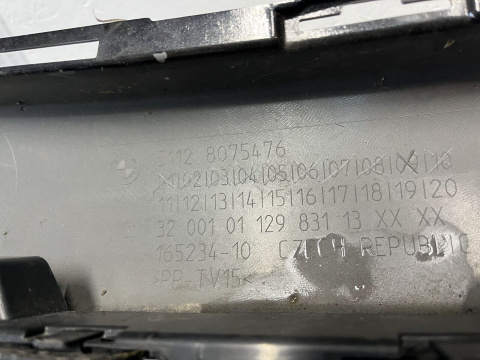 5112 8075476
01|02|03|04|05|06|07|08|09|10
11|12|13|14|15|16|17|18|19|20
32 001 01 129 831 13 XX XX
165234-10 CZECH REPUBLIC
>PP-TV15<